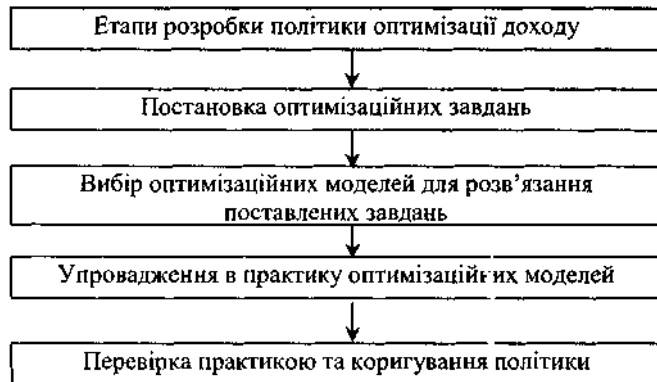 Етапи розробки політики оптимізації доходу
Постановка оптимізаційних завдань
Вибір оптимізаційних моделей для розв'язання
поставлених завдань
Упровадження в практику оптимізаційних моделей
Перевірка практикою та коригування політики